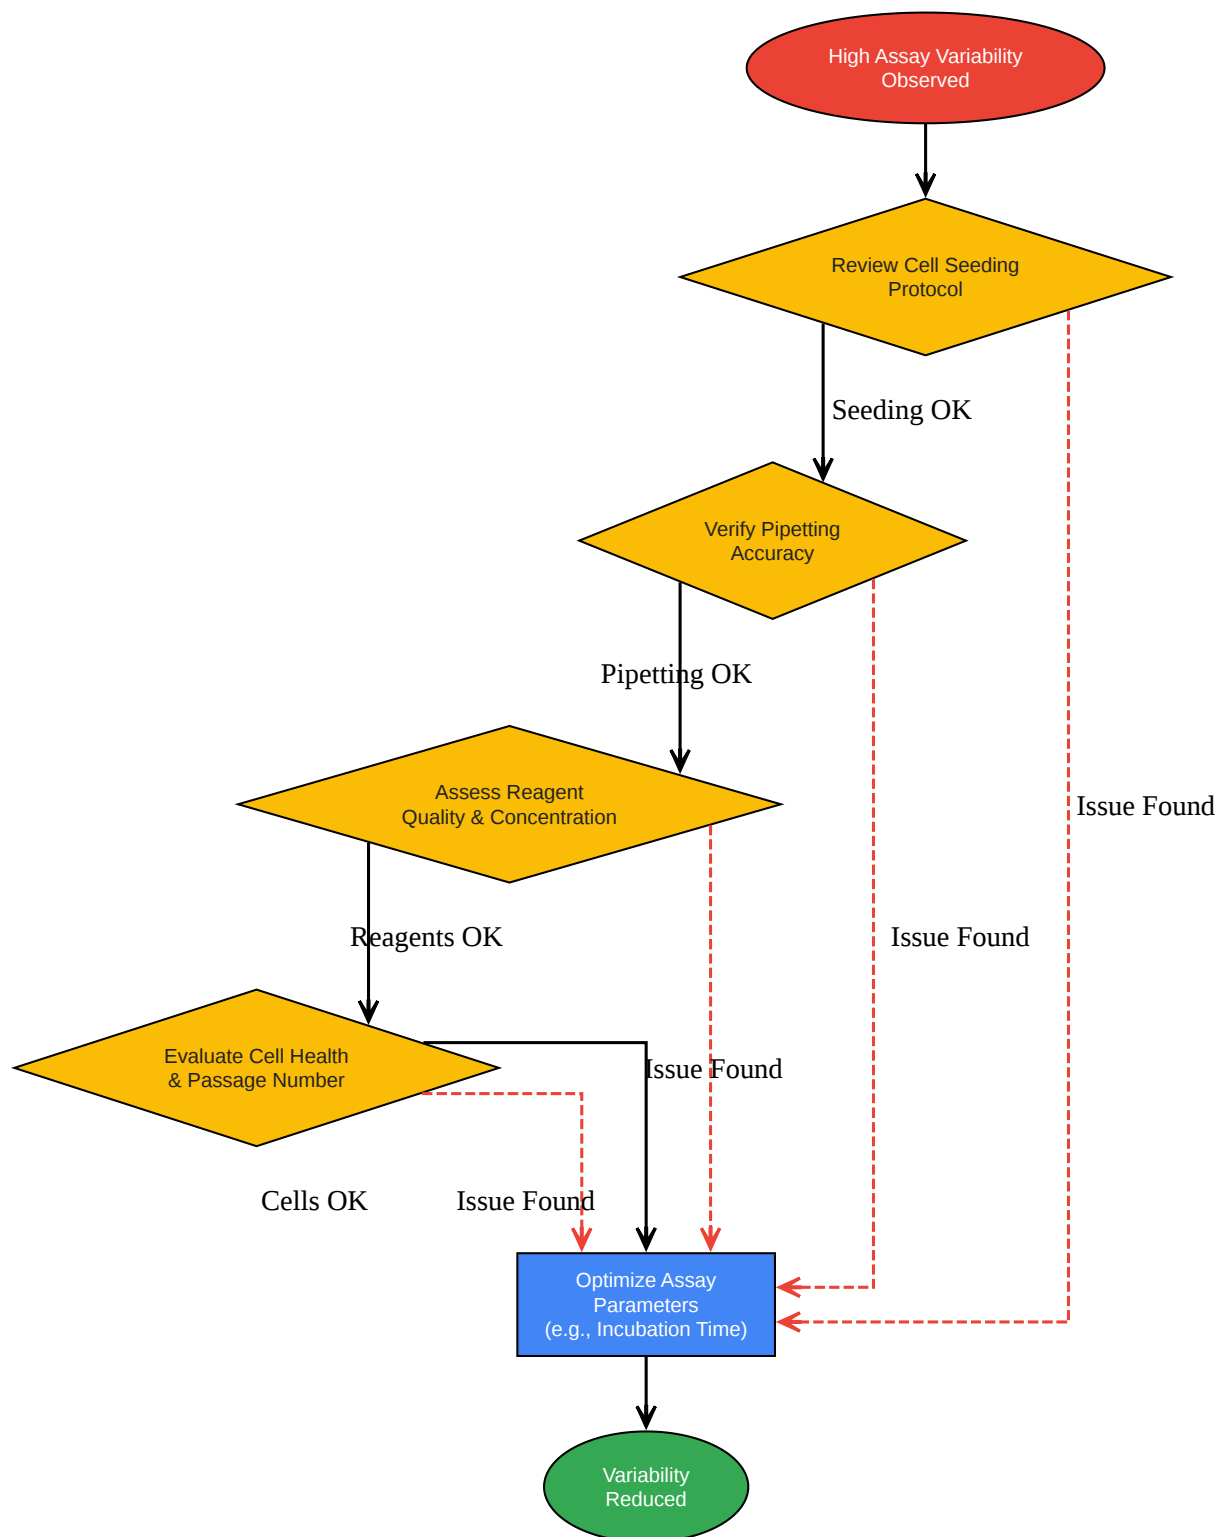 High Assay Variability
Observed
Review Cell Seeding
Protocol
Seeding OK
Verify Pipetting
Accuracy
Pipetting OK
Assess Reagent
Quality & Concentration
Issue Found
Reagents OK
Issue Found
Evaluate Cell Health
& Passage Number
Issue Found
Cells OK
Issue Found
Optimize Assay
Parameters
(e.g., Incubation Time)
Variability
Reduced